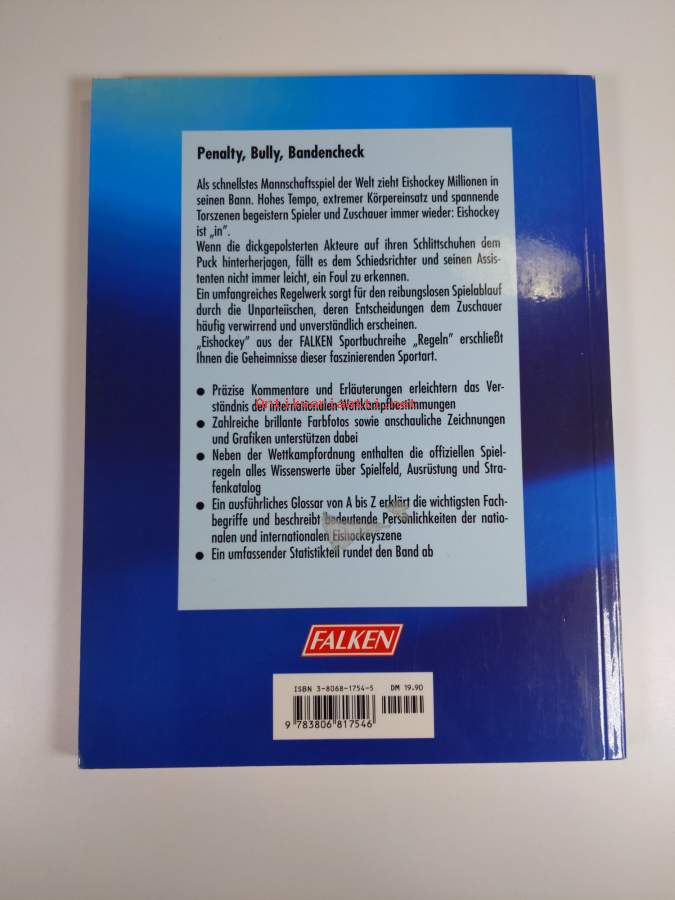 Penalty, Bully, Bandencheck
Als schnellstes Mannschaftsspiel der Welt zieht Eishockey Millionen in
seinen Bann. Hohes Tempo, extremer Körpereinsatz und spannende
Torszenen begeistern Spieler und Zuschauer immer wieder: Eishockey
ist „in".
Wenn die dickgepolsterten Akteure auf ihren Schlittschuhen dem
Puck hinterherjagen, fällt es dem Schiedsrichter und seinen Assis-
tenten nicht immer leicht, ein Foul zu erkennen.
Ein umfangreiches Regelwerk sorgt für den reibungslosen Spielablauf
durch die Unparteiischen, deren Entscheidungen dem Zuschauer
häufig verwirrend und unverständlich erscheinen.
„Eishockey" aus der FALKEN Sportbuchreihe „Regeln" erschließt
Ihnen die Geheimnisse dieser faszinierenden Sportart.
● Präzise Kommentare und Erläuterungen erleichtern das Ver-
ständnis der internationalen Wettkampfbestimmungen
Antikvariantti.net
● Zahlreiche brillante Farbfotos sowie anschauliche Zeichnungen
und Grafiken unterstützen dabei
● Neben der Wettkampfordnung enthalten die offiziellen Spiel-
regeln alles Wissenswerte über Spielfeld, Ausrüstung und Stra-
fenkatalog
● Ein ausführliches Glossar von A bis Z erklärt die wichtigsten Fach-
begriffe und beschreibt bedeutende Persönlichkeiten der natio-
nalen und internationalen Eishockeyszene
● Ein umfassender Statistikteil rundet den Band ab
FALKEN
ISBN 3-8068-1754-5 DM 19.90
9 783806 817546